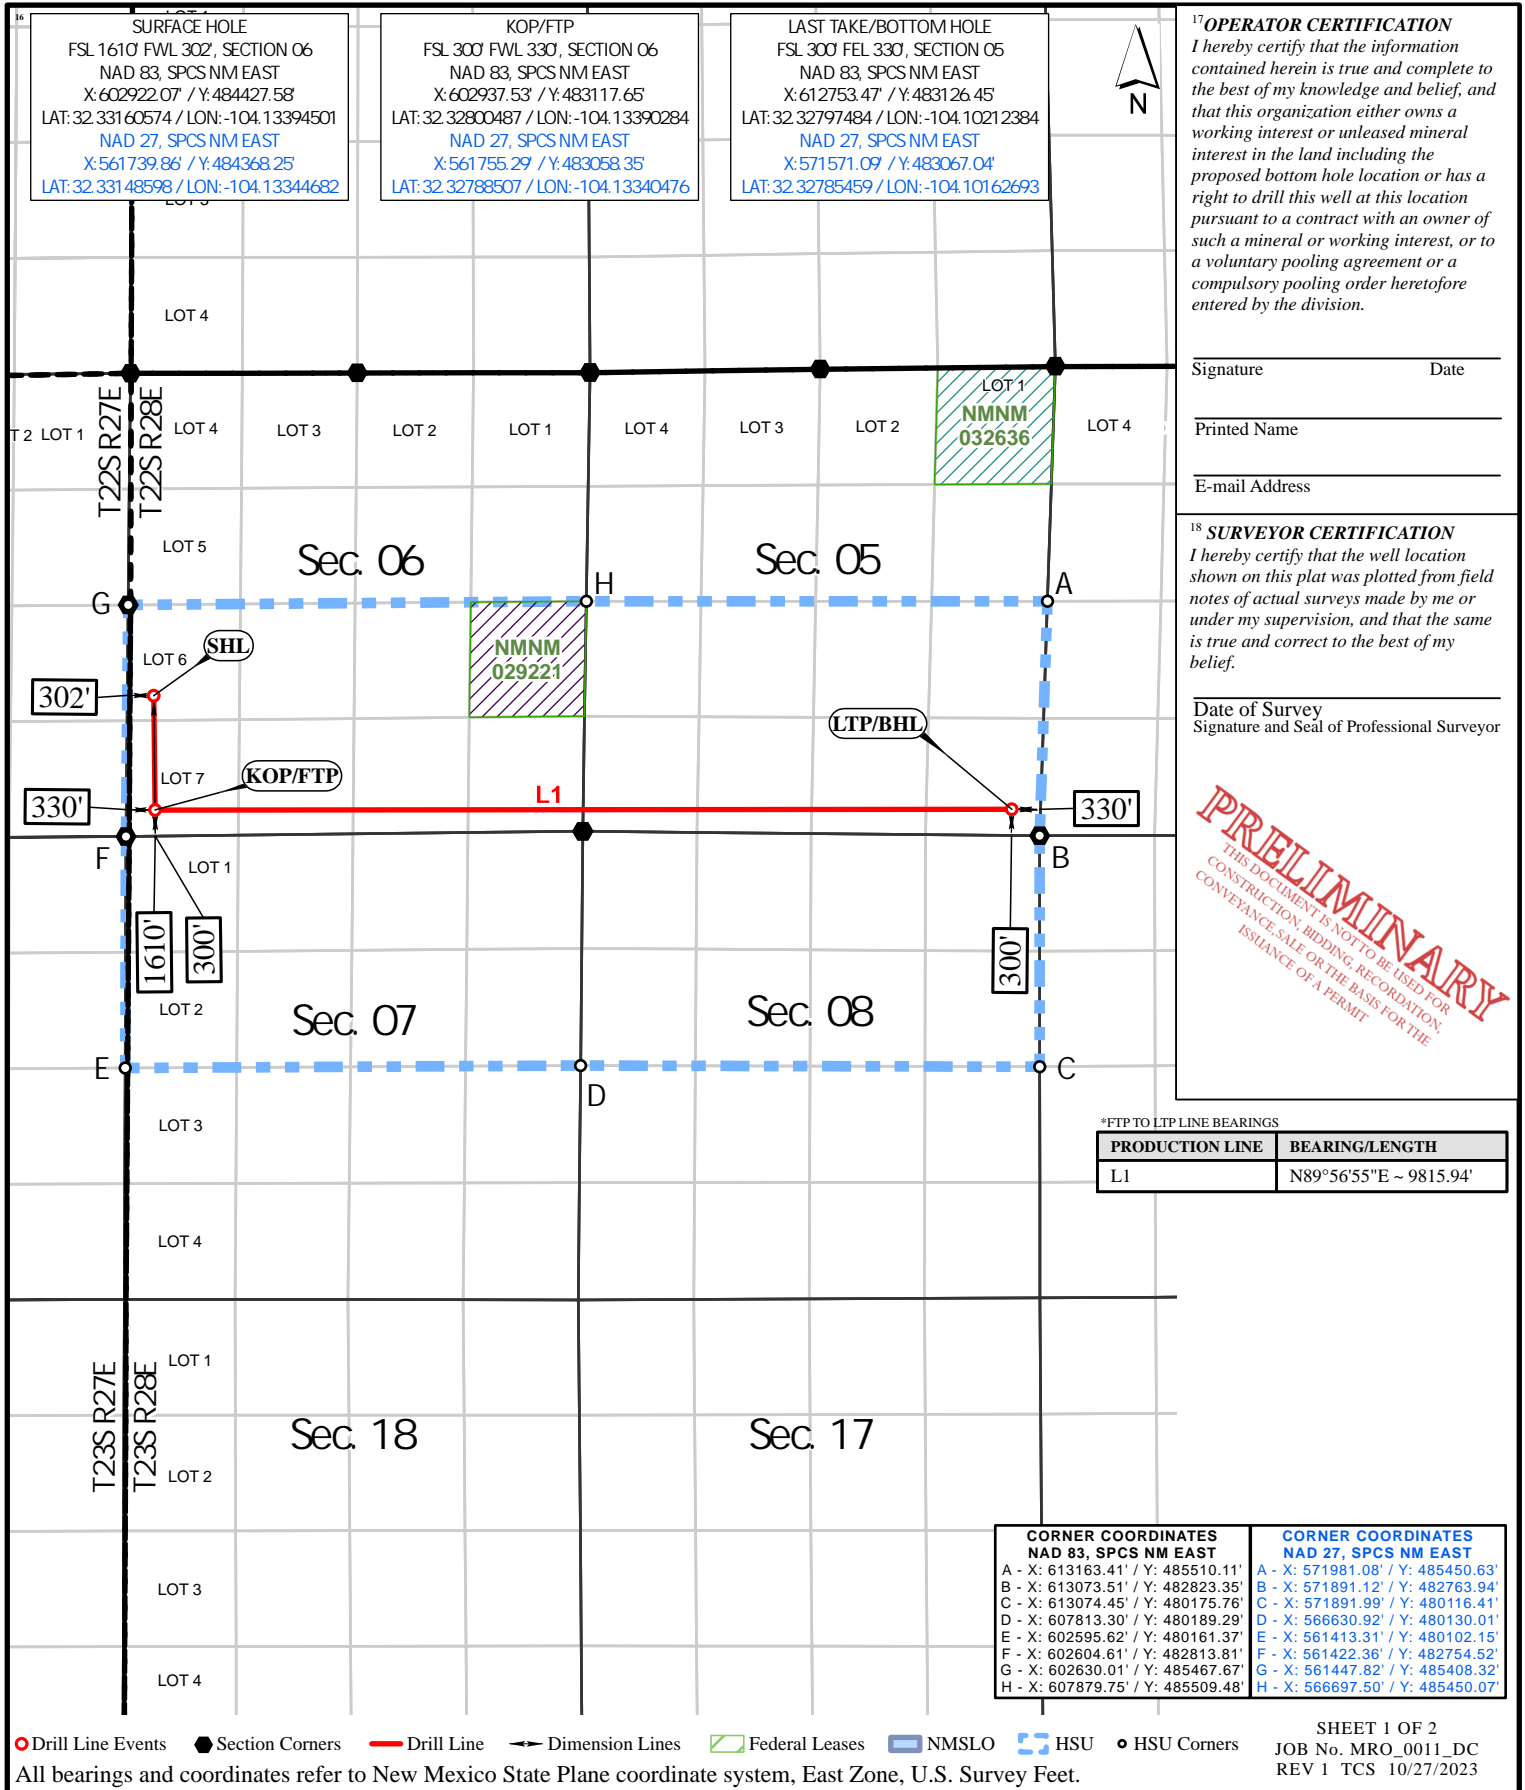 16
SURFACE HOLE
FSL 1610' FWL 302', SECTION 06
NAD 83, SPCS NM EAST
X:602922.07' / Y:484427.58'
LAT:32.33160574 / LON:-104.13394501
NAD 27, SPCS NM EAST
X:561739.86' / Y:484368.25'
LAT:32.33148598 / LON:-104.13344682
KOP/FTP
FSL 300' FWL 330', SECTION 06
NAD 83, SPCS NM EAST
X:602937.53' / Y:483117.65'
LAT:32.32800487 / LON:-104.13390284
NAD 27, SPCS NM EAST
X:561755.29' / Y:483058.35'
LAT:32.32788507 / LON:-104.13340476
LAST TAKE/BOTTOM HOLE
FSL 300' FEL 330', SECTION 05
NAD 83, SPCS NM EAST
X:612753.47' / Y:483126.45'
LAT:32.32797484 / LON:-104.10212384
NAD 27, SPCS NM EAST
X:571571.09' / Y:483067.04'
LAT:32.32785459 / LON:-104.10162693
N
17 OPERATOR CERTIFICATION
I hereby certify that the information
contained herein is true and complete to
the best of my knowledge and belief, and
that this organization either owns a
working interest or unleased mineral
interest in the land including the
proposed bottom hole location or has a
right to drill this well at this location
pursuant to a contract with an owner of
such a mineral or working interest, or to
a voluntary pooling agreement or a
compulsory pooling order heretofore
entered by the division.
Signature Date
Printed Name
E-mail Address
18 SURVEYOR CERTIFICATION
I hereby certify that the well location
shown on this plat was plotted from field
notes of actual surveys made by me or
under my supervision, and that the same
is true and correct to the best of my
belief.
Date of Survey
Signature and Seal of Professional Surveyor
PRELIMINARY
THIS DOCUMENT IS NOT TO BE USED FOR
CONSTRUCTION, BIDDING, RECORDATION,
CONVEYANCE, SALE OR THE BASIS FOR THE
ISSUANCE OF A PERMIT
LOT 4
T22S R27E
T22S R28E
T 2 LOT 1
LOT 4
LOT 3
LOT 2
LOT 1
LOT 4
LOT 3
LOT 2
LOT 1
NMNM
032636
LOT 4
LOT 5
Sec. 06
Sec. 05
G
H
A
LOT 6
SHL
NMNM
029221
302'
LTP/BHL
LOT 7
KOP/FTP
L1
330'
330'
F
B
LOT 1
1610'
300'
300'
LOT 2
Sec. 07
Sec. 08
E
D
C
LOT 3
LOT 4
*FTP TO LTP LINE BEARINGS
PRODUCTION LINE BEARING/LENGTH
L1 N89°56'55"E ~ 9815.94'
T23S R27E
T23S R28E
LOT 1
Sec. 18
Sec. 17
LOT 2
LOT 3
LOT 4
CORNER COORDINATES
NAD 83, SPCS NM EAST
A - X: 613163.41' / Y: 485510.11'
B - X: 613073.51' / Y: 482823.35'
C - X: 613074.45' / Y: 480175.76'
D - X: 607813.30' / Y: 480189.29'
E - X: 602595.62' / Y: 480161.37'
F - X: 602604.61' / Y: 482813.81'
G - X: 602630.01' / Y: 485467.67'
H - X: 607879.75' / Y: 485509.48'
CORNER COORDINATES
NAD 27, SPCS NM EAST
A - X: 571981.08' / Y: 485450.63'
B - X: 571891.12' / Y: 482763.94'
C - X: 571891.99' / Y: 480116.41'
D - X: 566630.92' / Y: 480130.01'
E - X: 561413.31' / Y: 480102.15'
F - X: 561422.36' / Y: 482754.52'
G - X: 561447.82' / Y: 485408.32'
H - X: 566697.50' / Y: 485450.07'
Drill Line Events Section Corners Drill Line Dimension Lines Federal Leases NMSLO HSU HSU Corners
All bearings and coordinates refer to New Mexico State Plane coordinate system, East Zone, U.S. Survey Feet.
SHEET 1 OF 2
JOB No. MRO_0011_DC
REV 1 TCS 10/27/2023